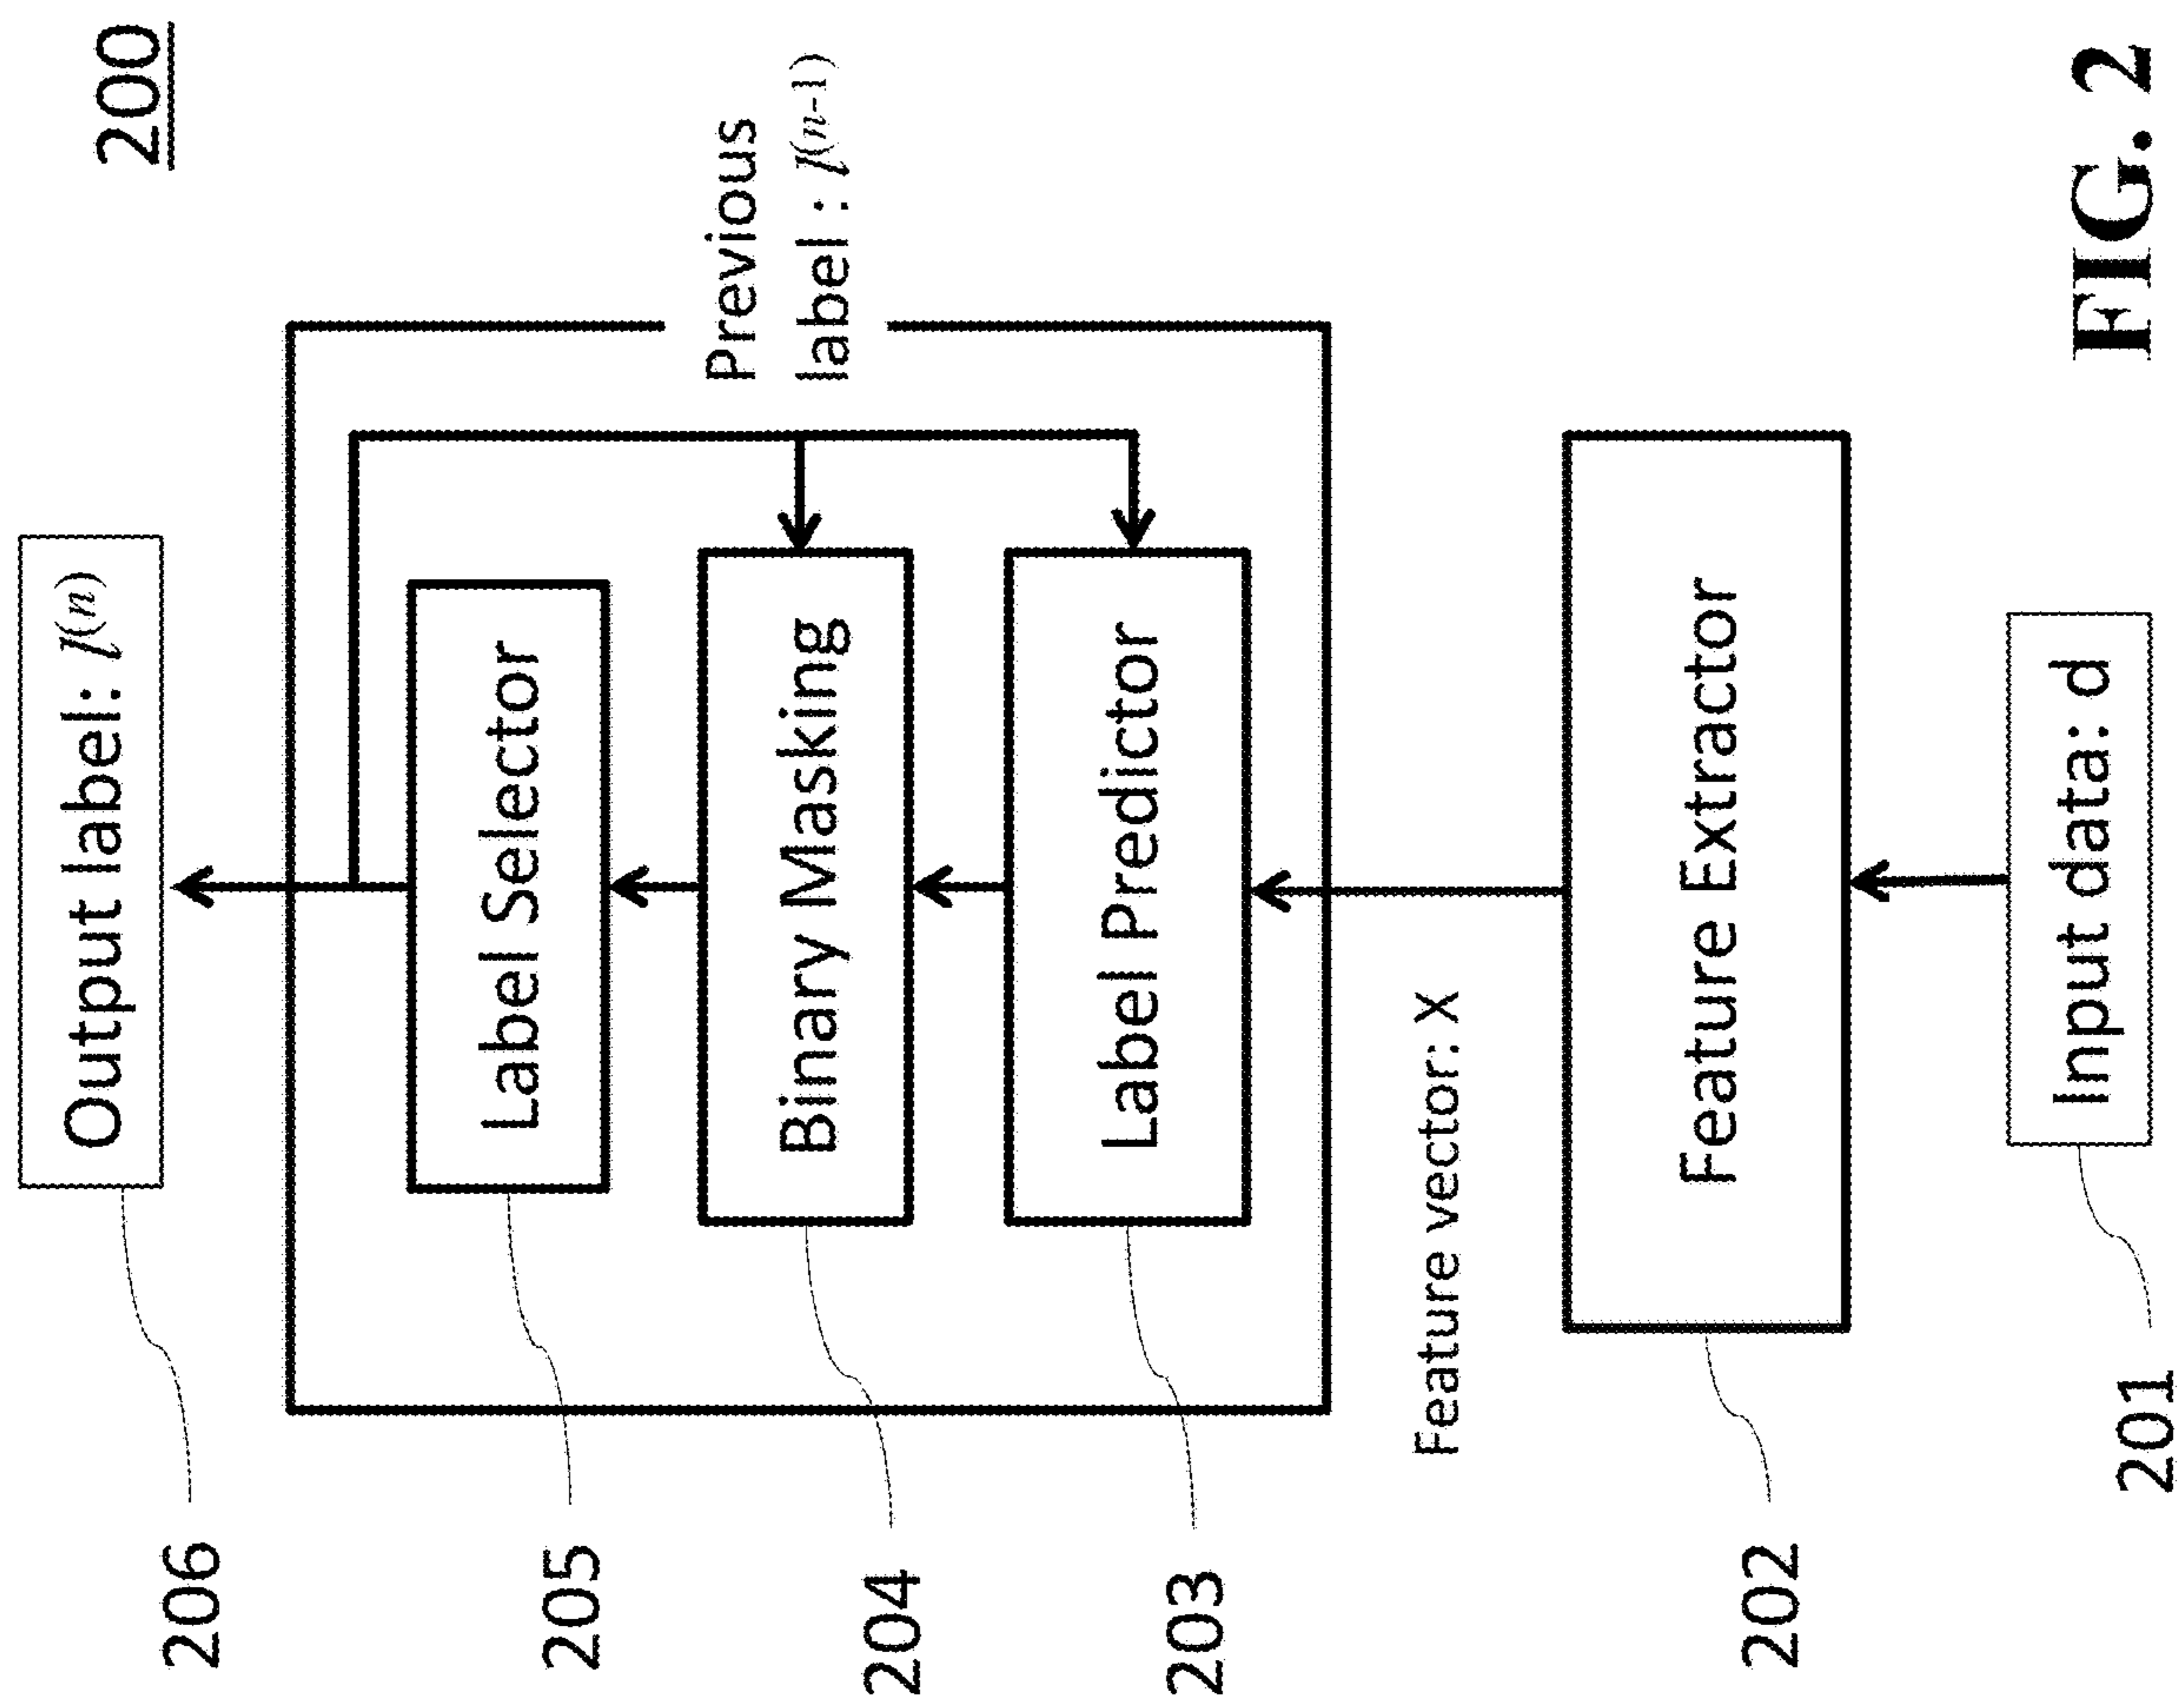 200
206
Output label: l(n)
205
Label Selector
Previous
label : l(n-1)
204
Binary Masking
203
Label Predictor
Feature vector: X
202
Feature Extractor
201
Input data: d
FIG. 2